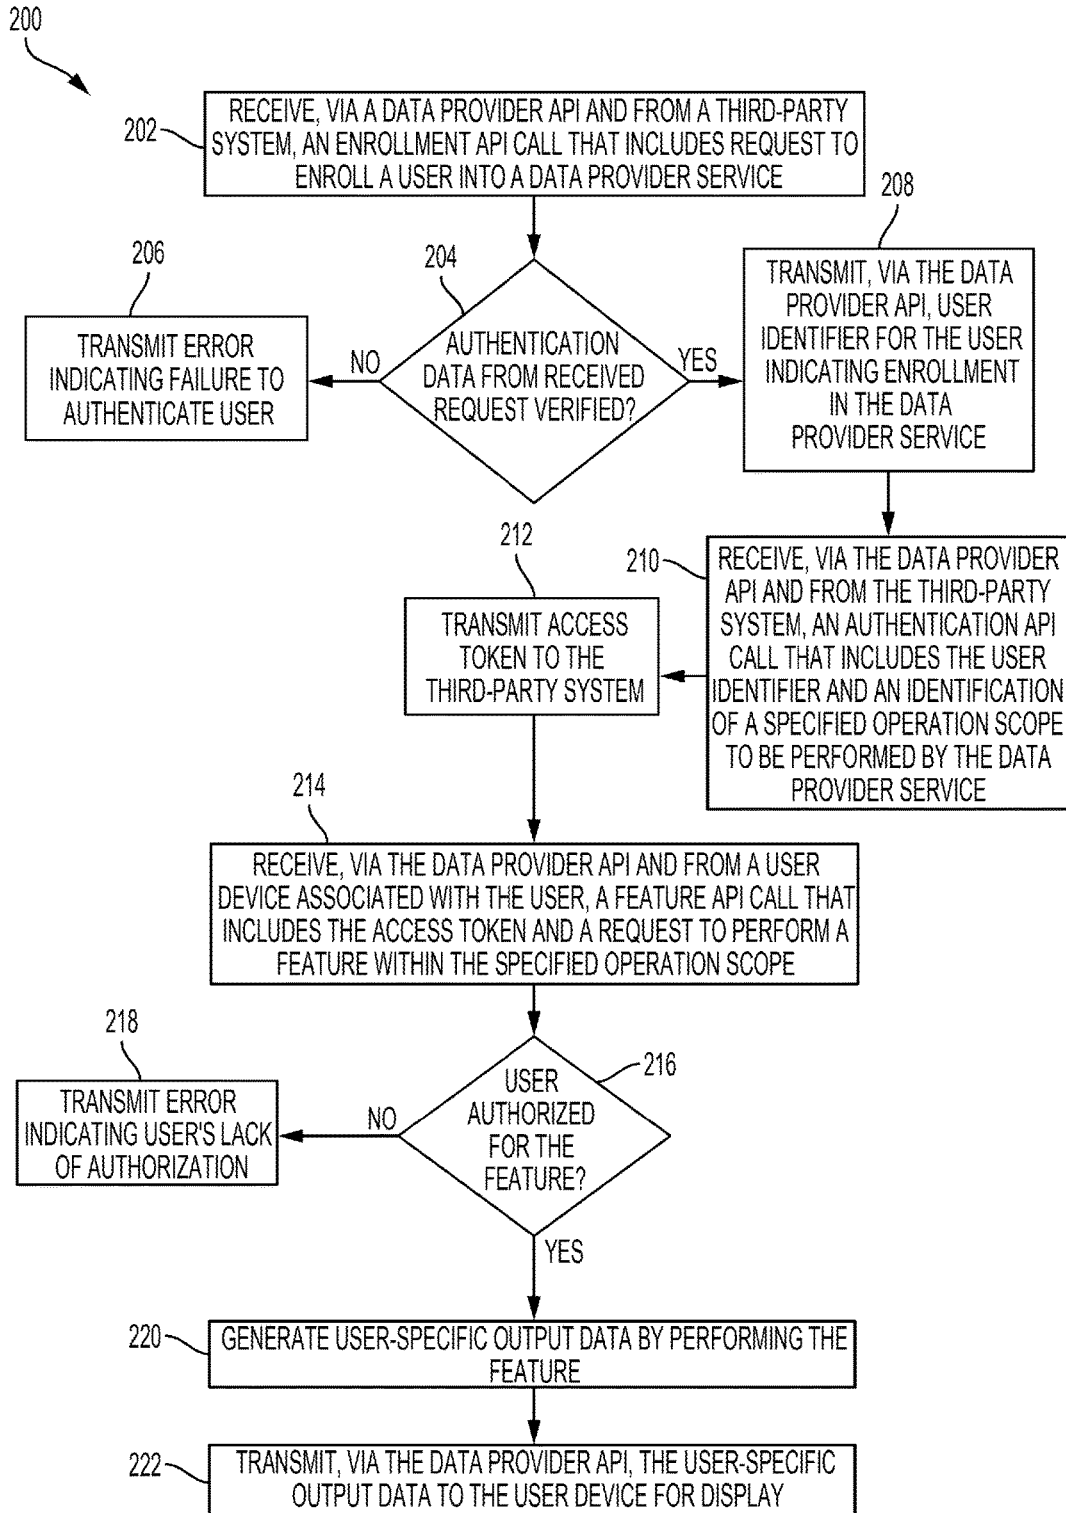 200
202
RECEIVE, VIA A DATA PROVIDER API AND FROM A THIRD-PARTY
SYSTEM, AN ENROLLMENT API CALL THAT INCLUDES REQUEST TO
ENROLL A USER INTO A DATA PROVIDER SERVICE
204
AUTHENTICATION
DATA FROM RECEIVED
REQUEST VERIFIED?
NO
YES
206
TRANSMIT ERROR
INDICATING FAILURE TO
AUTHENTICATE USER
208
TRANSMIT, VIA THE DATA
PROVIDER API, USER
IDENTIFIER FOR THE USER
INDICATING ENROLLMENT
IN THE DATA
PROVIDER SERVICE
210
RECEIVE, VIA THE DATA PROVIDER
API AND FROM THE THIRD-PARTY
SYSTEM, AN AUTHENTICATION API
CALL THAT INCLUDES THE USER
IDENTIFIER AND AN IDENTIFICATION
OF A SPECIFIED OPERATION SCOPE
TO BE PERFORMED BY THE DATA
PROVIDER SERVICE
212
TRANSMIT ACCESS
TOKEN TO THE
THIRD-PARTY SYSTEM
214
RECEIVE, VIA THE DATA PROVIDER API AND FROM A USER
DEVICE ASSOCIATED WITH THE USER, A FEATURE API CALL THAT
INCLUDES THE ACCESS TOKEN AND A REQUEST TO PERFORM A
FEATURE WITHIN THE SPECIFIED OPERATION SCOPE
216
USER
AUTHORIZED
FOR THE
FEATURE?
NO
YES
218
TRANSMIT ERROR
INDICATING USER'S LACK
OF AUTHORIZATION
220
GENERATE USER-SPECIFIC OUTPUT DATA BY PERFORMING THE
FEATURE
222
TRANSMIT, VIA THE DATA PROVIDER API, THE USER-SPECIFIC
OUTPUT DATA TO THE USER DEVICE FOR DISPLAY